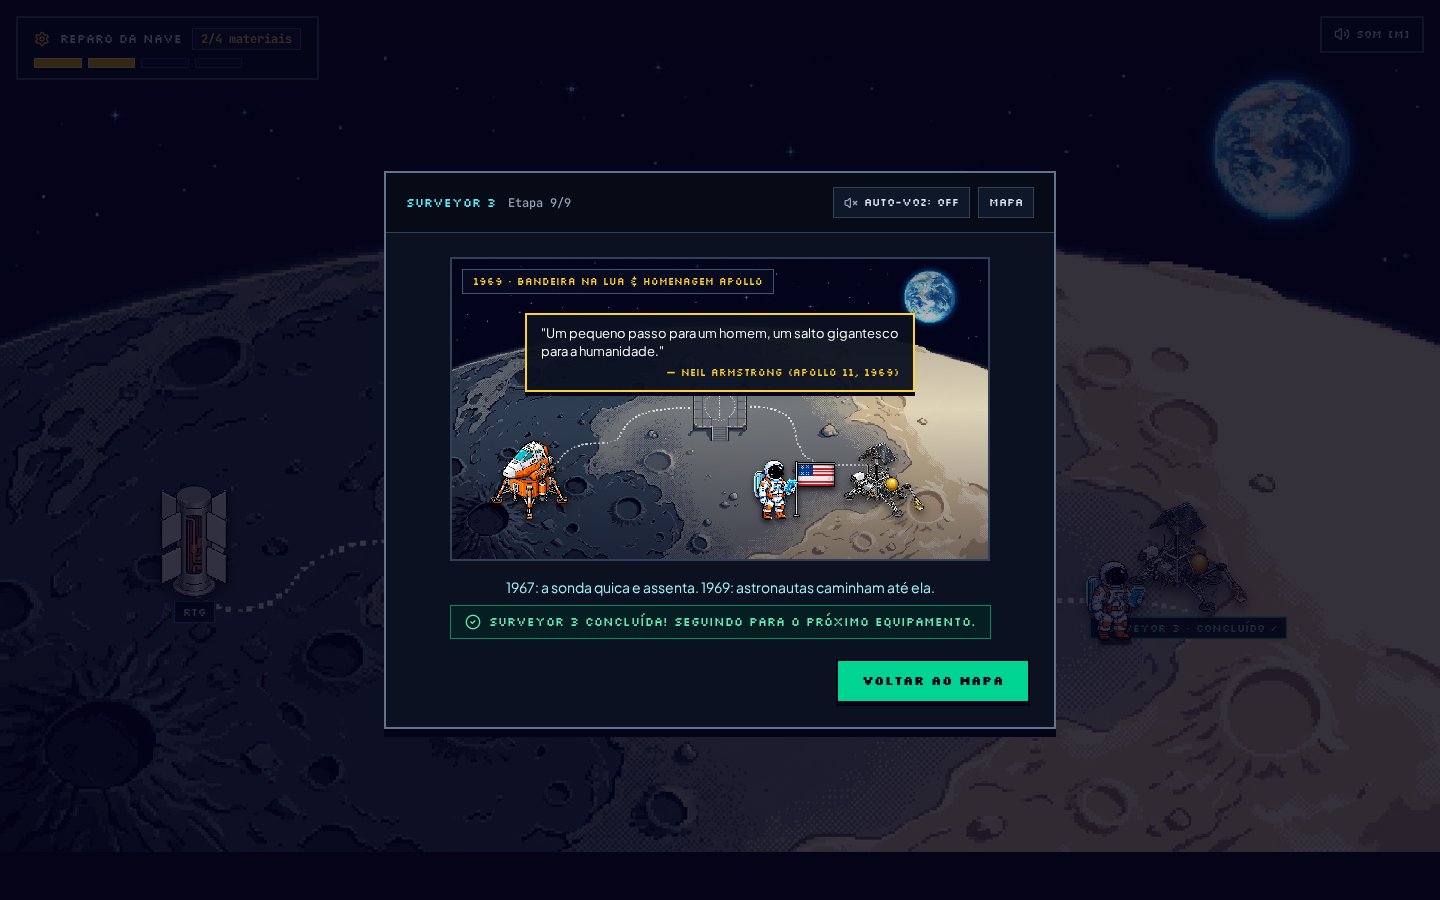 REPARO DA NAVE 2/4 materiais
SOM [M]
SURVEYOR 3 Etapa 9/9
AUTO-VOZ: OFF
MAPA
1969 · BANDEIRA NA LUA & HOMENAGEM APOLLO
"Um pequeno passo para um homem, um salto gigantesco
para a humanidade."
— NEIL ARMSTRONG (APOLLO 11, 1969)
1967: a sonda quica e assenta. 1969: astronautas caminham até ela.
SURVEYOR 3 CONCLUÍDA! SEGUINDO PARA O PRÓXIMO EQUIPAMENTO.
VOLTAR AO MAPA
RTG
VEYOR 3 · CONCLUÍDO ✓